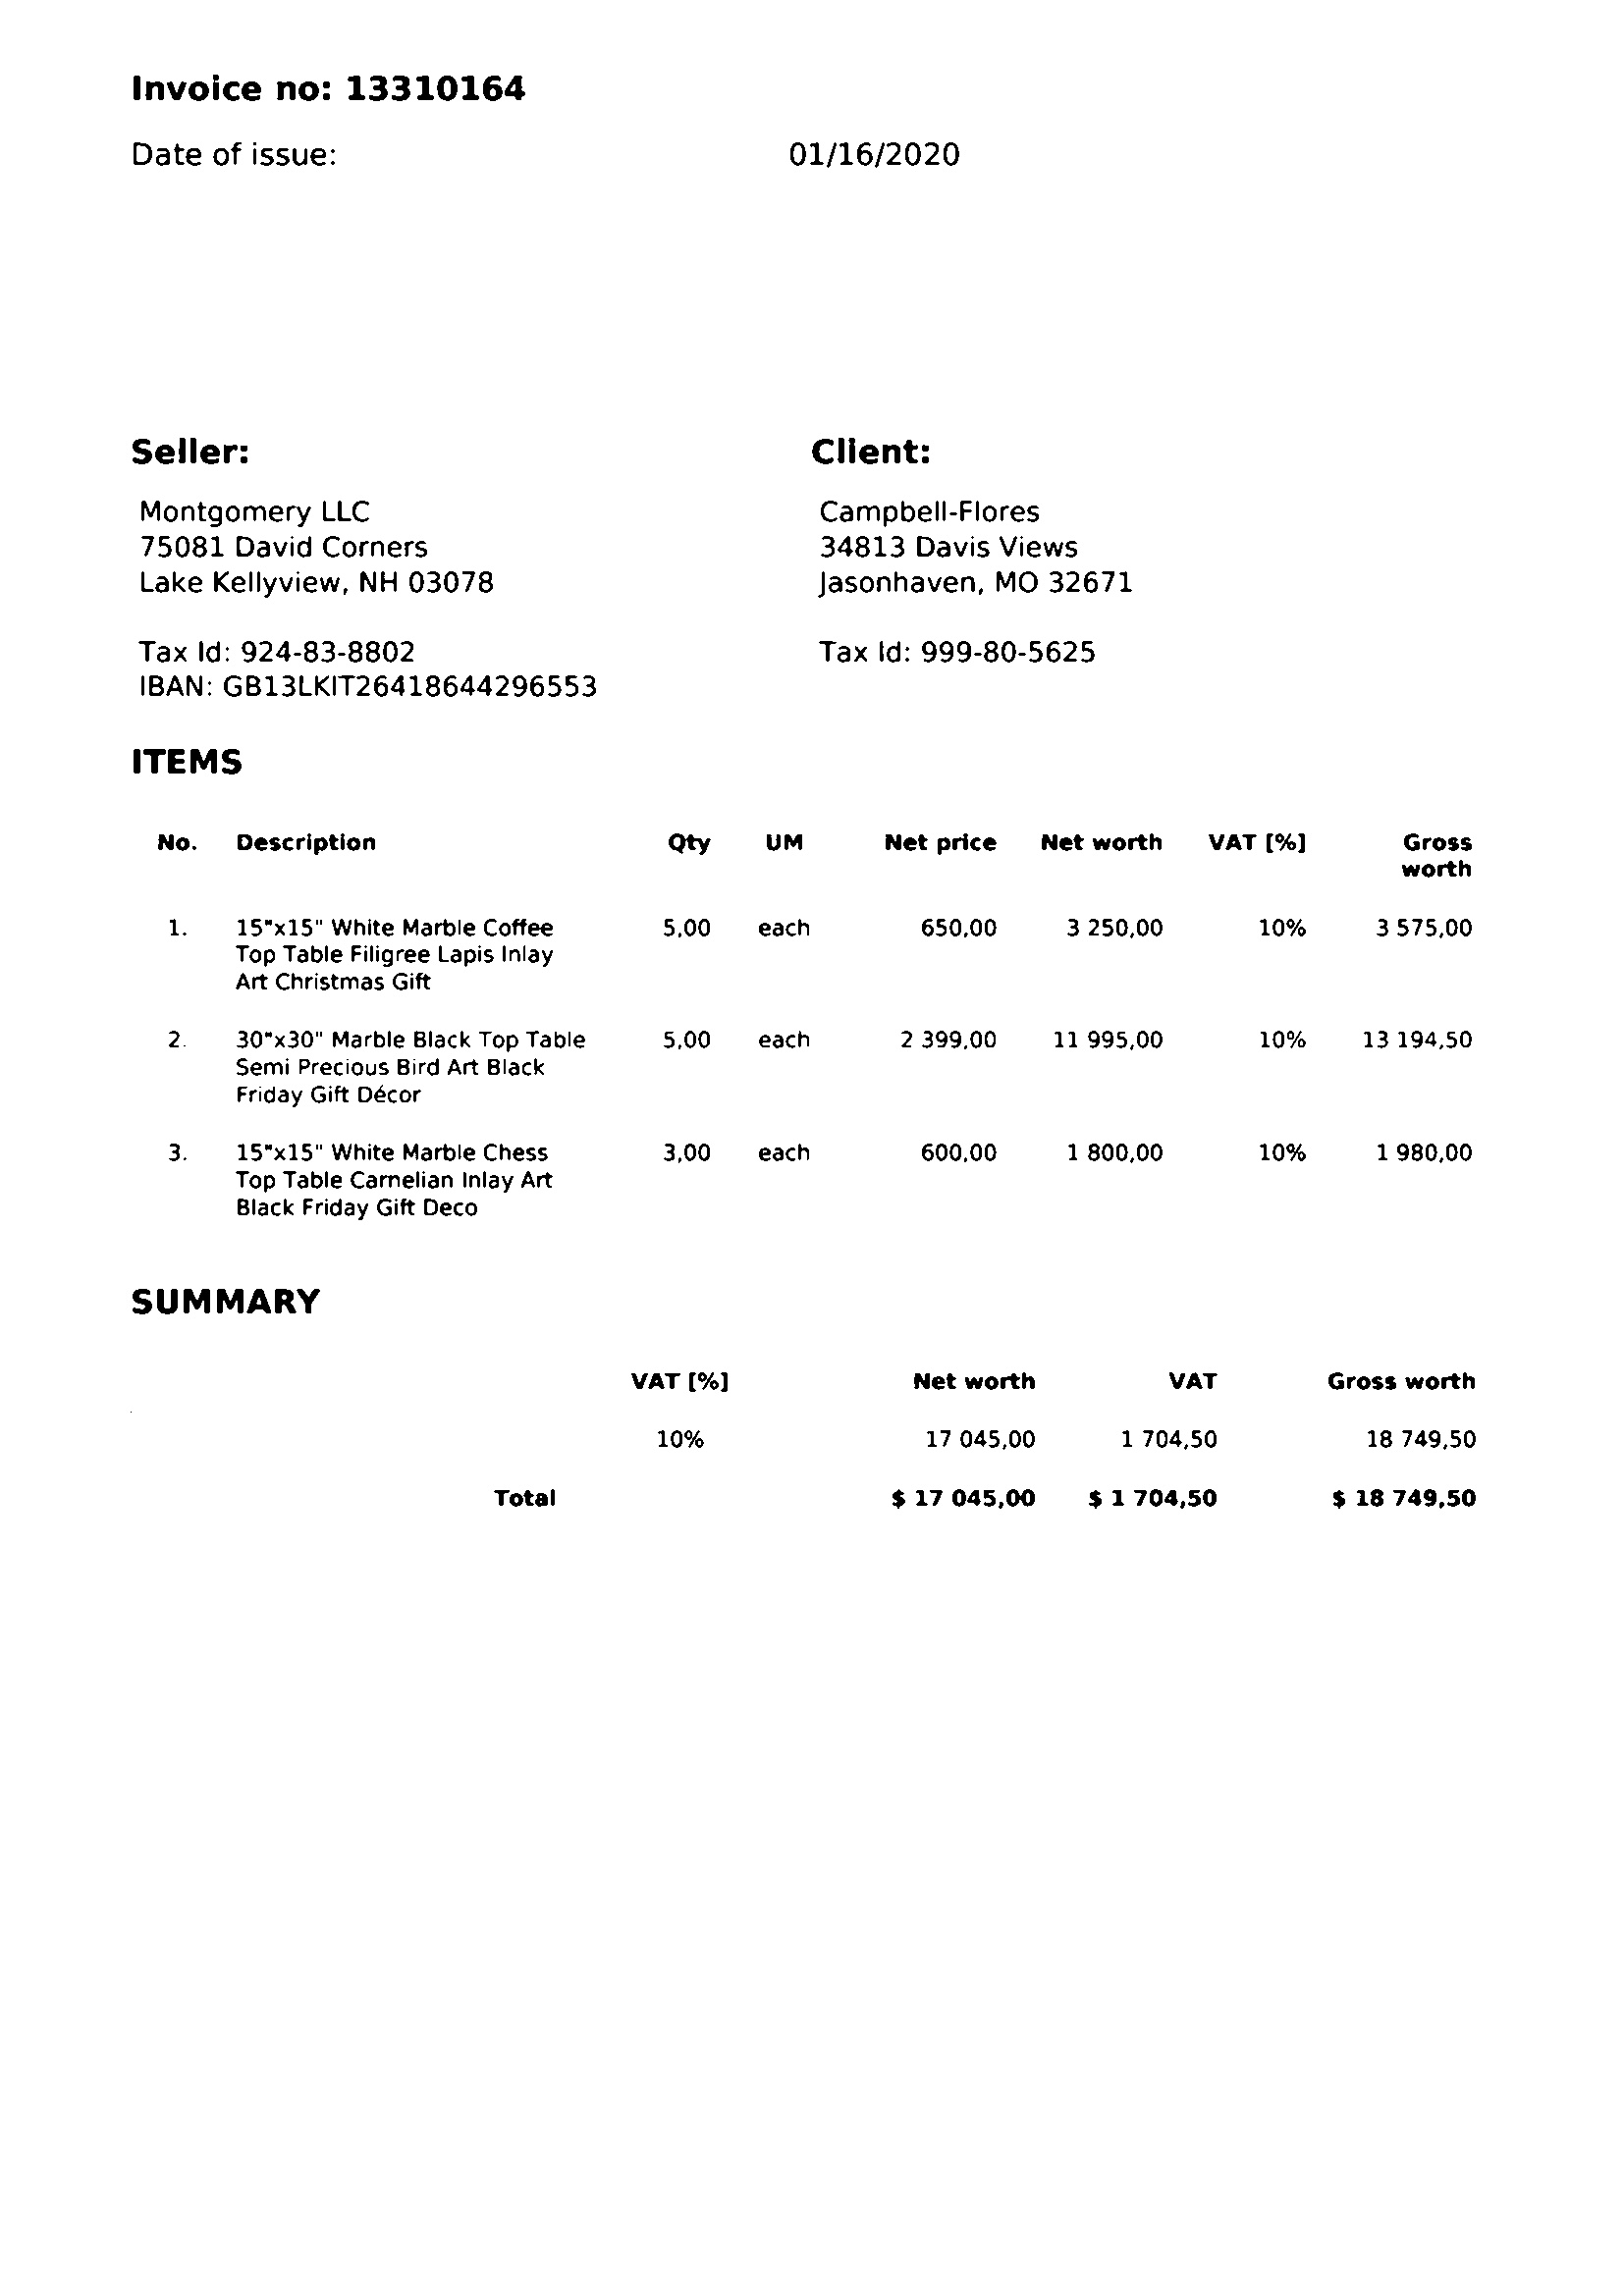 Invoice no: 13310164
Date of issue: 01/16/2020
Seller: Client:
Montgomery LLC Campbell-Flores
75081 David Corners 34813 Davis Views
Lake Kellyview, NH 03078 Jasonhaven, MO 32671
Tax Id: 924-83-8802 Tax Id: 999-80-5625
IBAN: GB13LKIT26418644296553
ITEMS
No. Description Qty UM Net price Net worth VAT [%] Gross
worth
1. 15"x15" White Marble Coffee 5,00 each 650,00 3 250,00 10% 3 575,00
Top Table Filigree Lapis Inlay
Art Christmas Gift
2. 30"x30" Marble Black Top Table 5,00 each 2 399,00 11 995,00 10% 13 194,50
Semi Precious Bird Art Black
Friday Gift Décor
3. 15"x15" White Marble Chess 3,00 each 600,00 1 800,00 10% 1 980,00
Top Table Carnelian Inlay Art
Black Friday Gift Deco
SUMMARY
VAT [%] Net worth VAT Gross worth
10% 17 045,00 1 704,50 18 749,50
Total $ 17 045,00 $ 1 704,50 $ 18 749,50